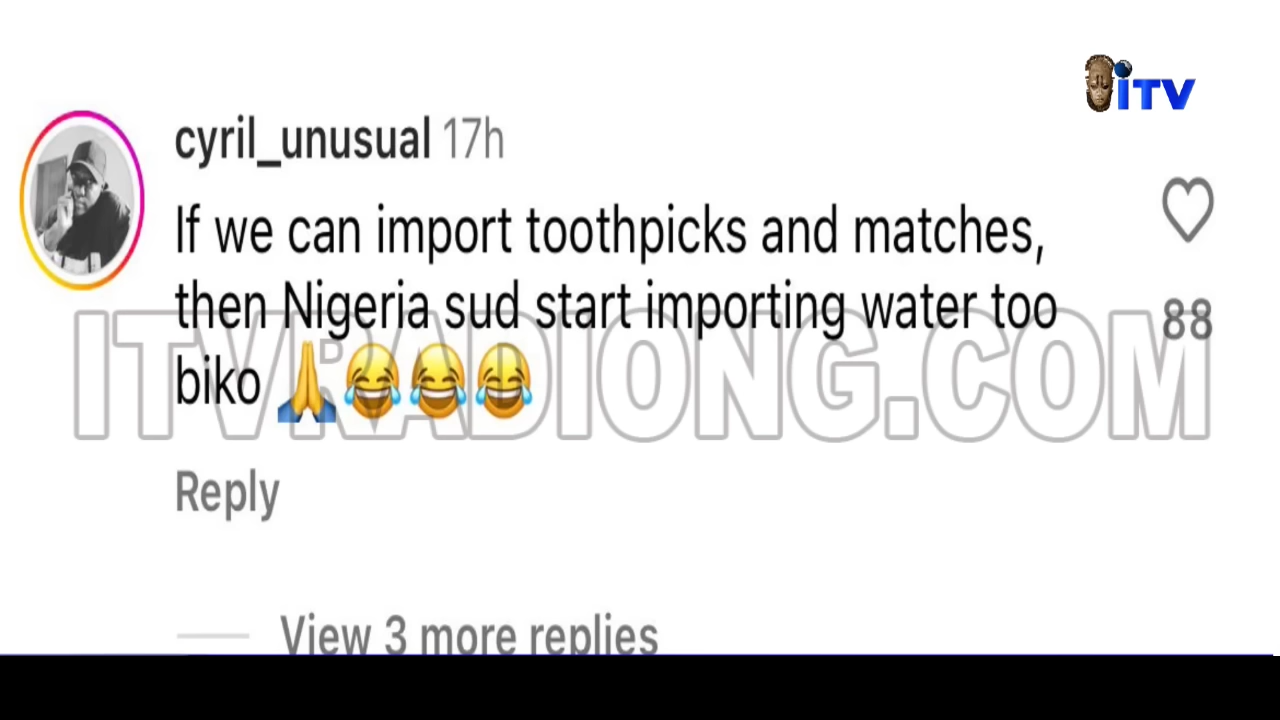 iTV
cyril_unusual 17h
If we can import toothpicks and matches,
then Nigeria sud start importing water too
88
biko 🙏😂😂😂
ITVRADIONG.COM
Reply
View 3 more replies